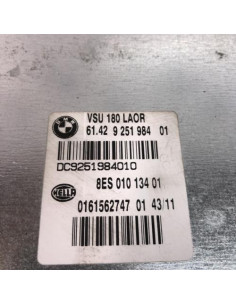 BMW
VSU 180 LAOR
61.42 9 251 984 01
DC9251984010
8ES 010 134 01
HELLA
0161562747 01 43/11